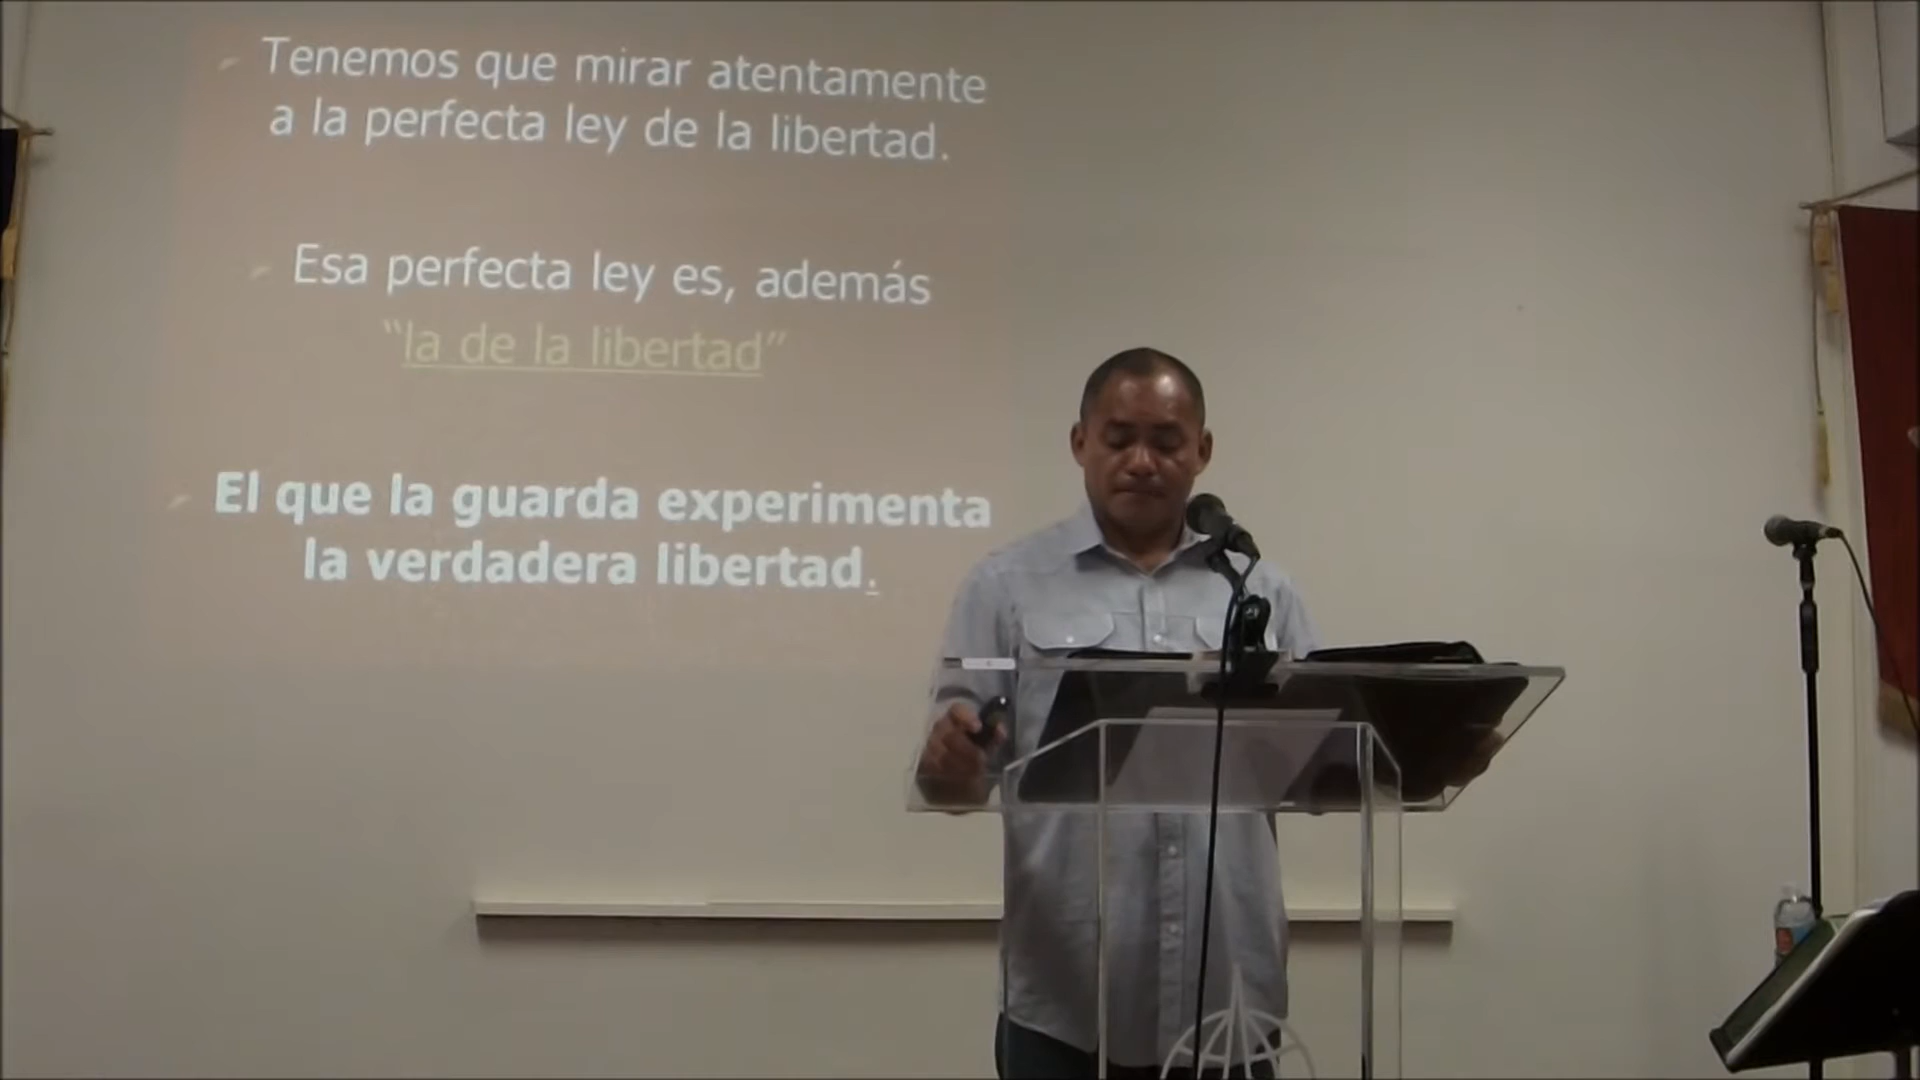 Tenemos que mirar atentamente
a la perfecta ley de la libertad.
Esa perfecta ley es, además
“la de la libertad”
El que la guarda experimenta
la verdadera libertad.